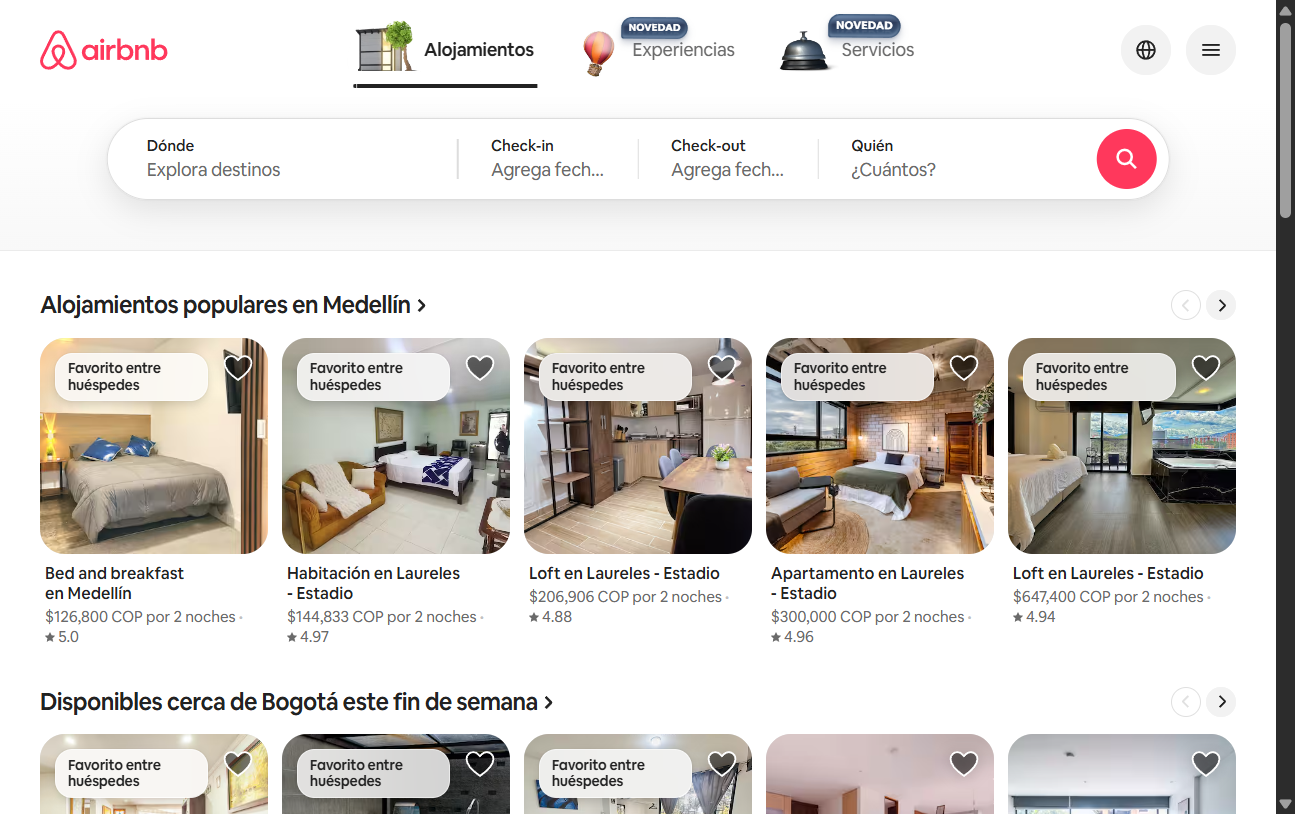 airbnb
Alojamientos
NOVEDAD
Experiencias
NOVEDAD
Servicios
Dónde
Explora destinos
Check-in
Agrega fech...
Check-out
Agrega fech...
Quién
¿Cuántos?
Alojamientos populares en Medellín
Favorito entre
huéspedes
Favorito entre
huéspedes
Favorito entre
huéspedes
Favorito entre
huéspedes
Favorito entre
huéspedes
Bed and breakfast
en Medellín
$126,800 COP por 2 noches ·
5.0
Habitación en Laureles
- Estadio
$144,833 COP por 2 noches ·
4.97
Loft en Laureles - Estadio
$206,906 COP por 2 noches ·
4.88
Apartamento en Laureles
- Estadio
$300,000 COP por 2 noches ·
4.96
Loft en Laureles - Estadio
$647,400 COP por 2 noches ·
4.94
Disponibles cerca de Bogotá este fin de semana
Favorito entre
huéspedes
Favorito entre
huéspedes
Favorito entre
huéspedes